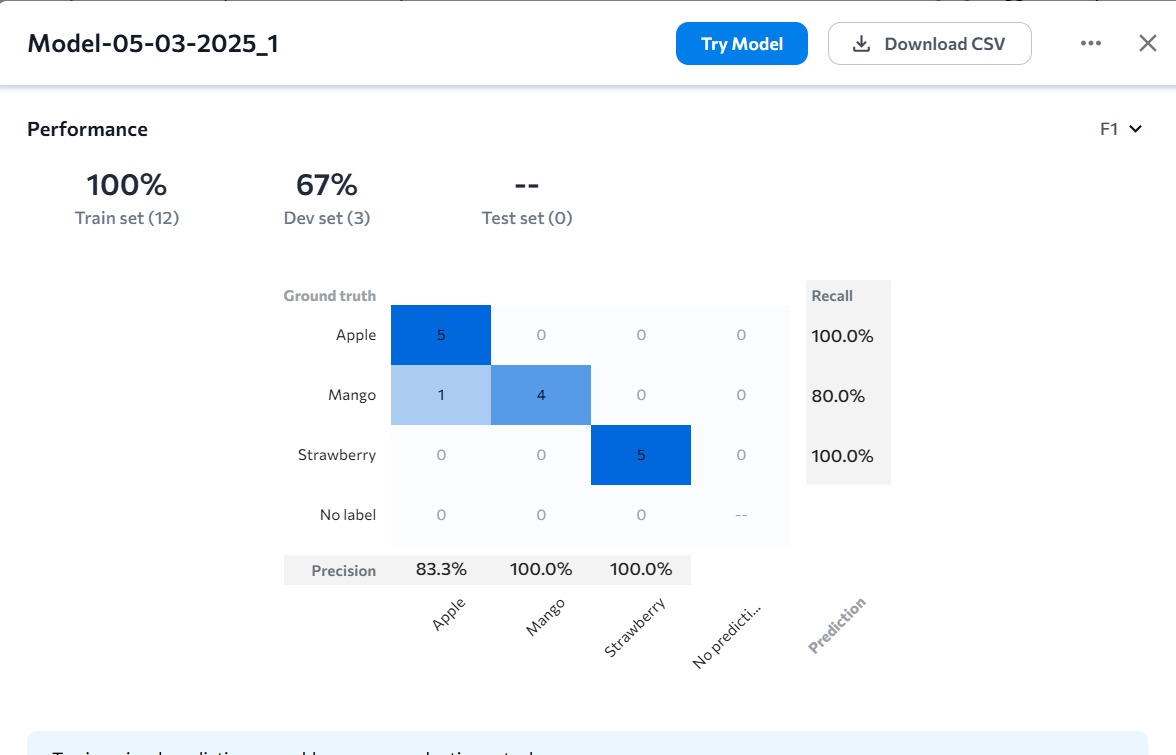 Model-05-03-2025_1
Try Model
Download CSV
Performance
F1
100%
67%
--
Train set (12)
Dev set (3)
Test set (0)
Ground truth
Recall
Apple 5 0 0 0 100.0%
Mango 1 4 0 0 80.0%
Strawberry 0 0 5 0 100.0%
No label 0 0 0 --
Precision 83.3% 100.0% 100.0%
Apple
Mango
Strawberry
No predicti...
Prediction